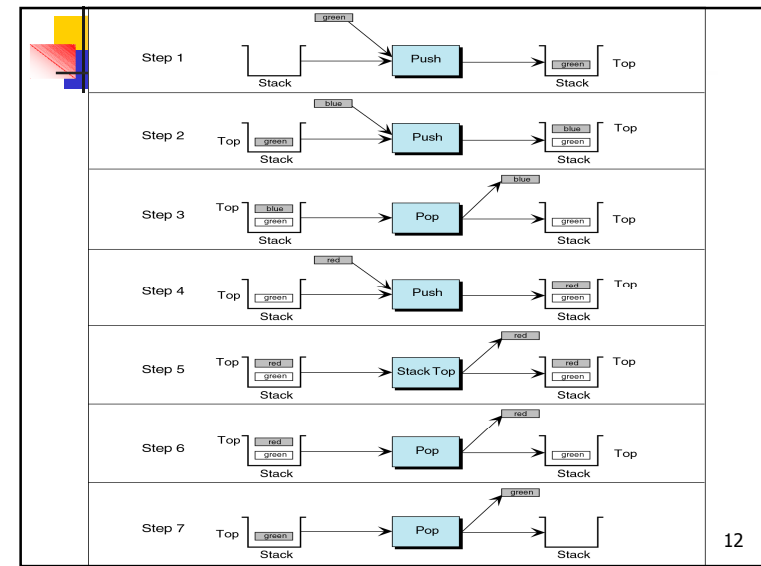 green
Step 1
Push
green
Top
Stack
Stack
blue
Step 2
Top
green
Push
blue
green
Top
Stack
Stack
blue
Step 3
Top
blue
green
Pop
green
Top
Stack
Stack
red
Step 4
Top
green
Push
red
green
Top
Stack
Stack
red
Step 5
Top
red
green
Stack Top
red
green
Top
Stack
Stack
red
Step 6
Top
red
green
Pop
green
Top
Stack
Stack
green
Step 7
Top
green
Pop
Stack
Stack
12